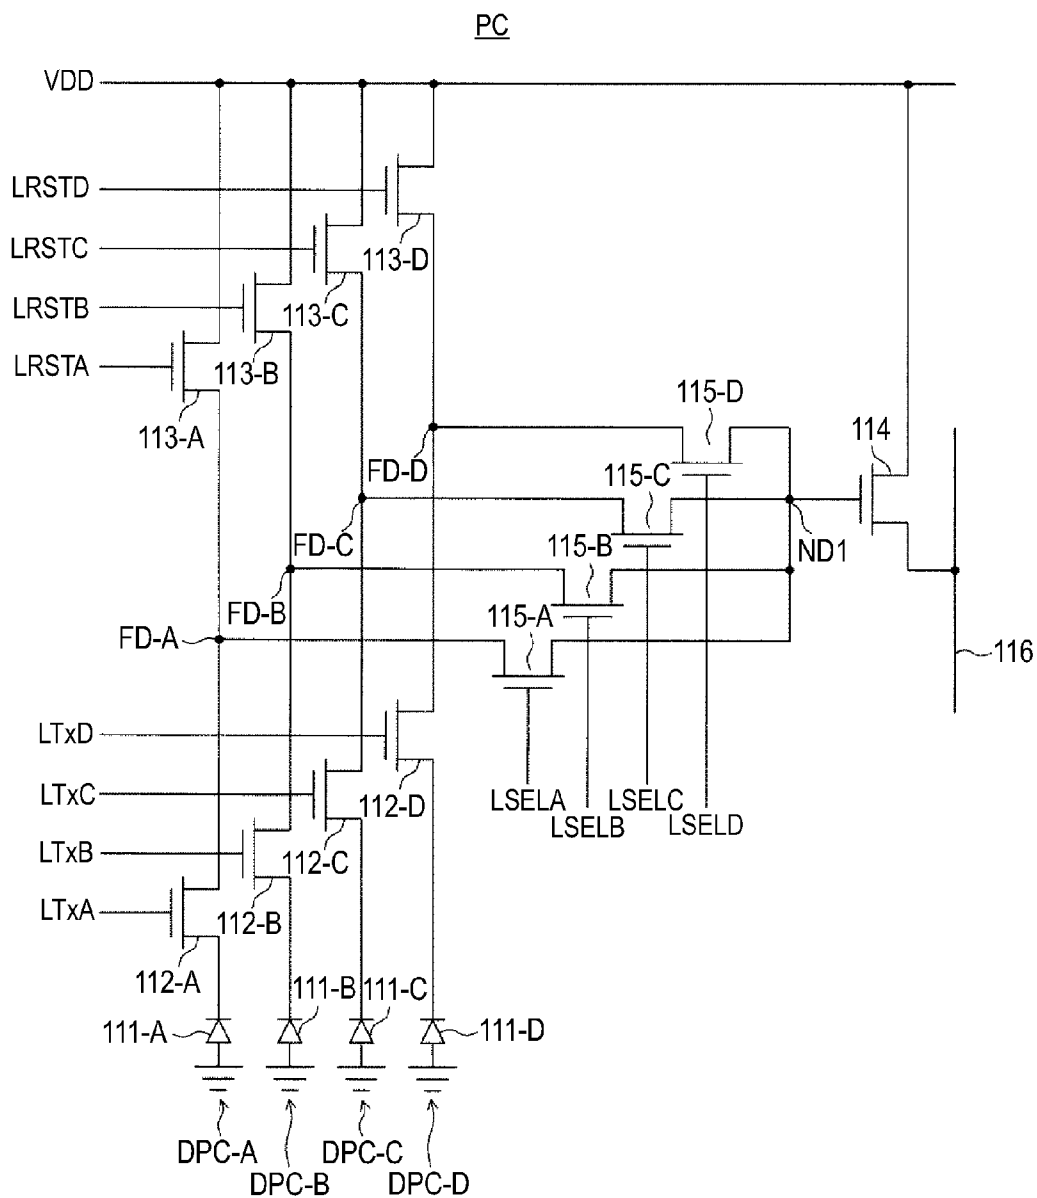 PC
VDD
LRSTD
LRSTC
113-D
LRSTB
113-C
LRSTA
113-B
113-A
115-D
114
FD-D
115-C
FD-C
115-B
ND1
FD-B
115-A
FD-A
116
LTxD
LTxC
112-D
LSELA
LSELC
LSELB
LSELD
LTxB
112-C
LTxA
112-B
112-A
111-B
111-C
111-A
111-D
DPC-A
DPC-C
DPC-B
DPC-D